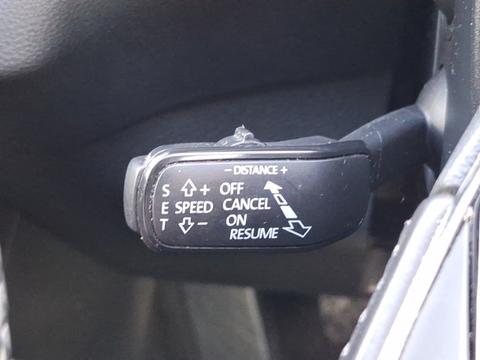 – DISTANCE +
S + OFF
E SPEED CANCEL
T – ON
RESUME